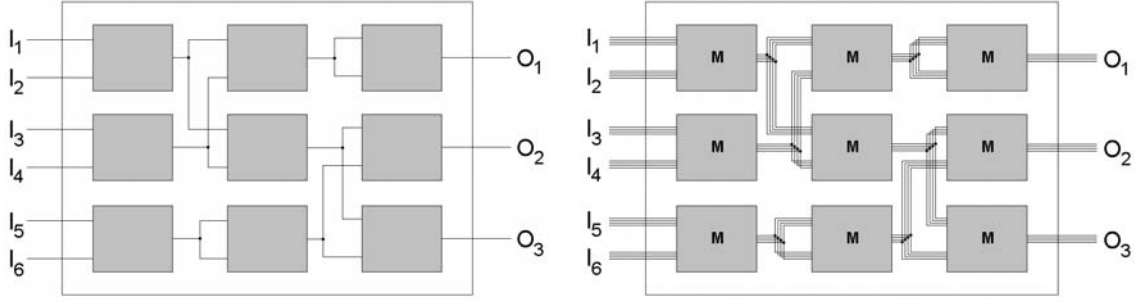 I1 O1
I2
I3 O2
I4
I5 O3
I6
I1 M M M O1
I2
I3 M M M O2
I4
I5 M M M O3
I6